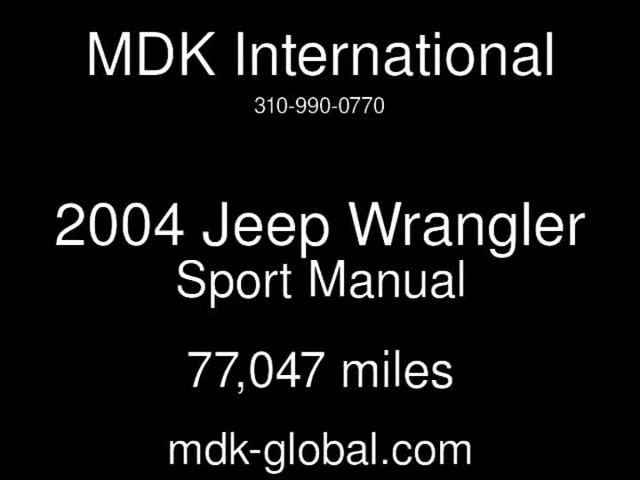 MDK International
310-990-0770
2004 Jeep Wrangler
Sport Manual
77,047 miles
mdk-global.com